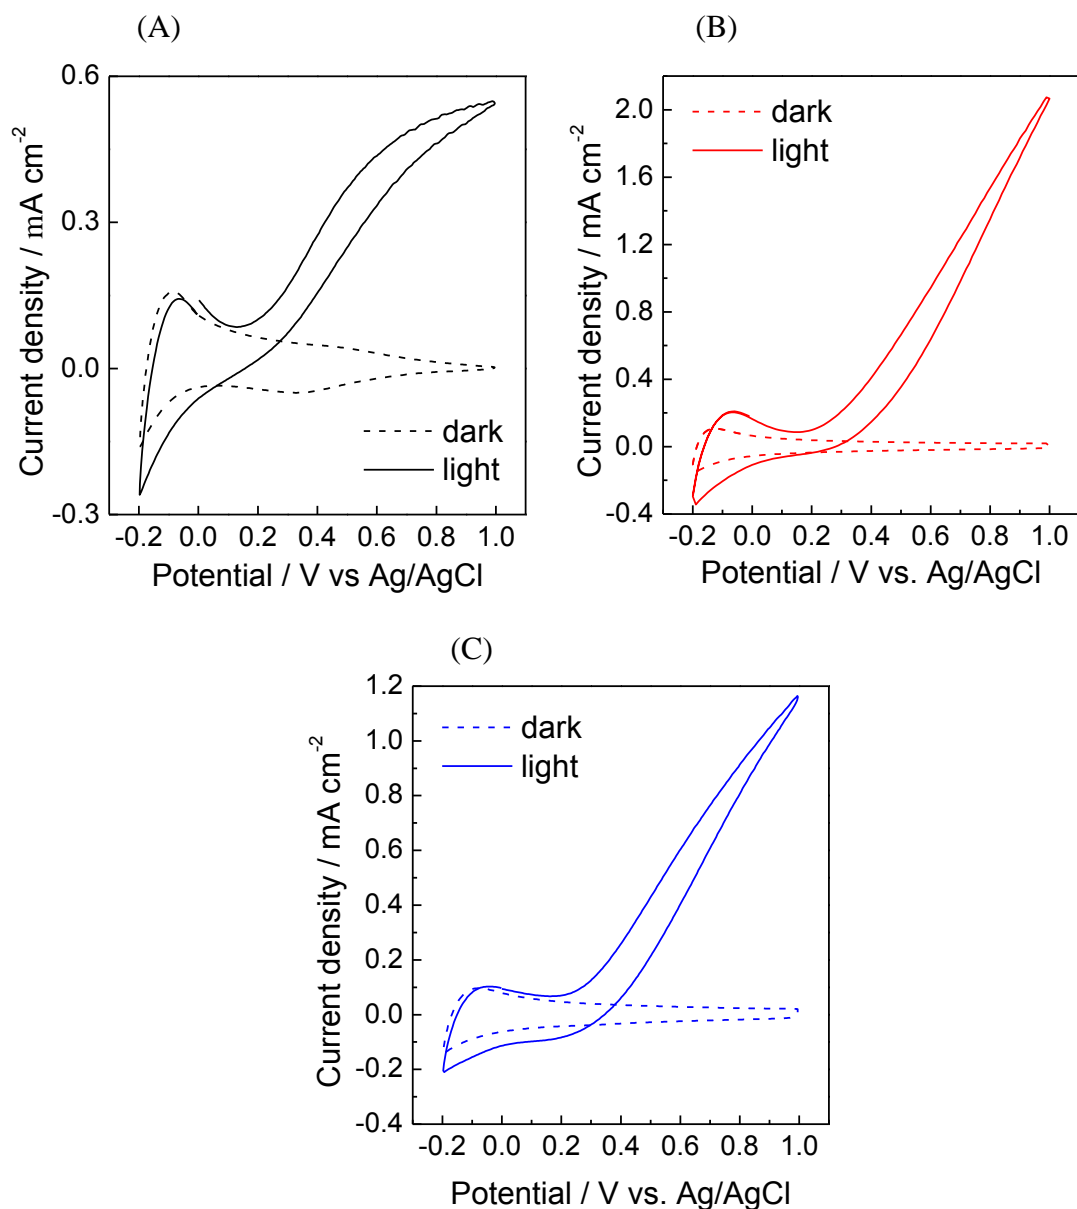 (A)
0.6
0.3
0.0
-0.3
Current density / mA cm-2
dark
light
-0.2 0.0 0.2 0.4 0.6 0.8 1.0
Potential / V vs Ag/AgCl
(B)
2.0
1.6
1.2
0.8
0.4
0.0
-0.4
Current density / mA cm-2
dark
light
-0.2 0.0 0.2 0.4 0.6 0.8 1.0
Potential / V vs. Ag/AgCl
(C)
1.2
1.0
0.8
0.6
0.4
0.2
0.0
-0.2
-0.4
Current density / mA cm-2
dark
light
-0.2 0.0 0.2 0.4 0.6 0.8 1.0
Potential / V vs. Ag/AgCl